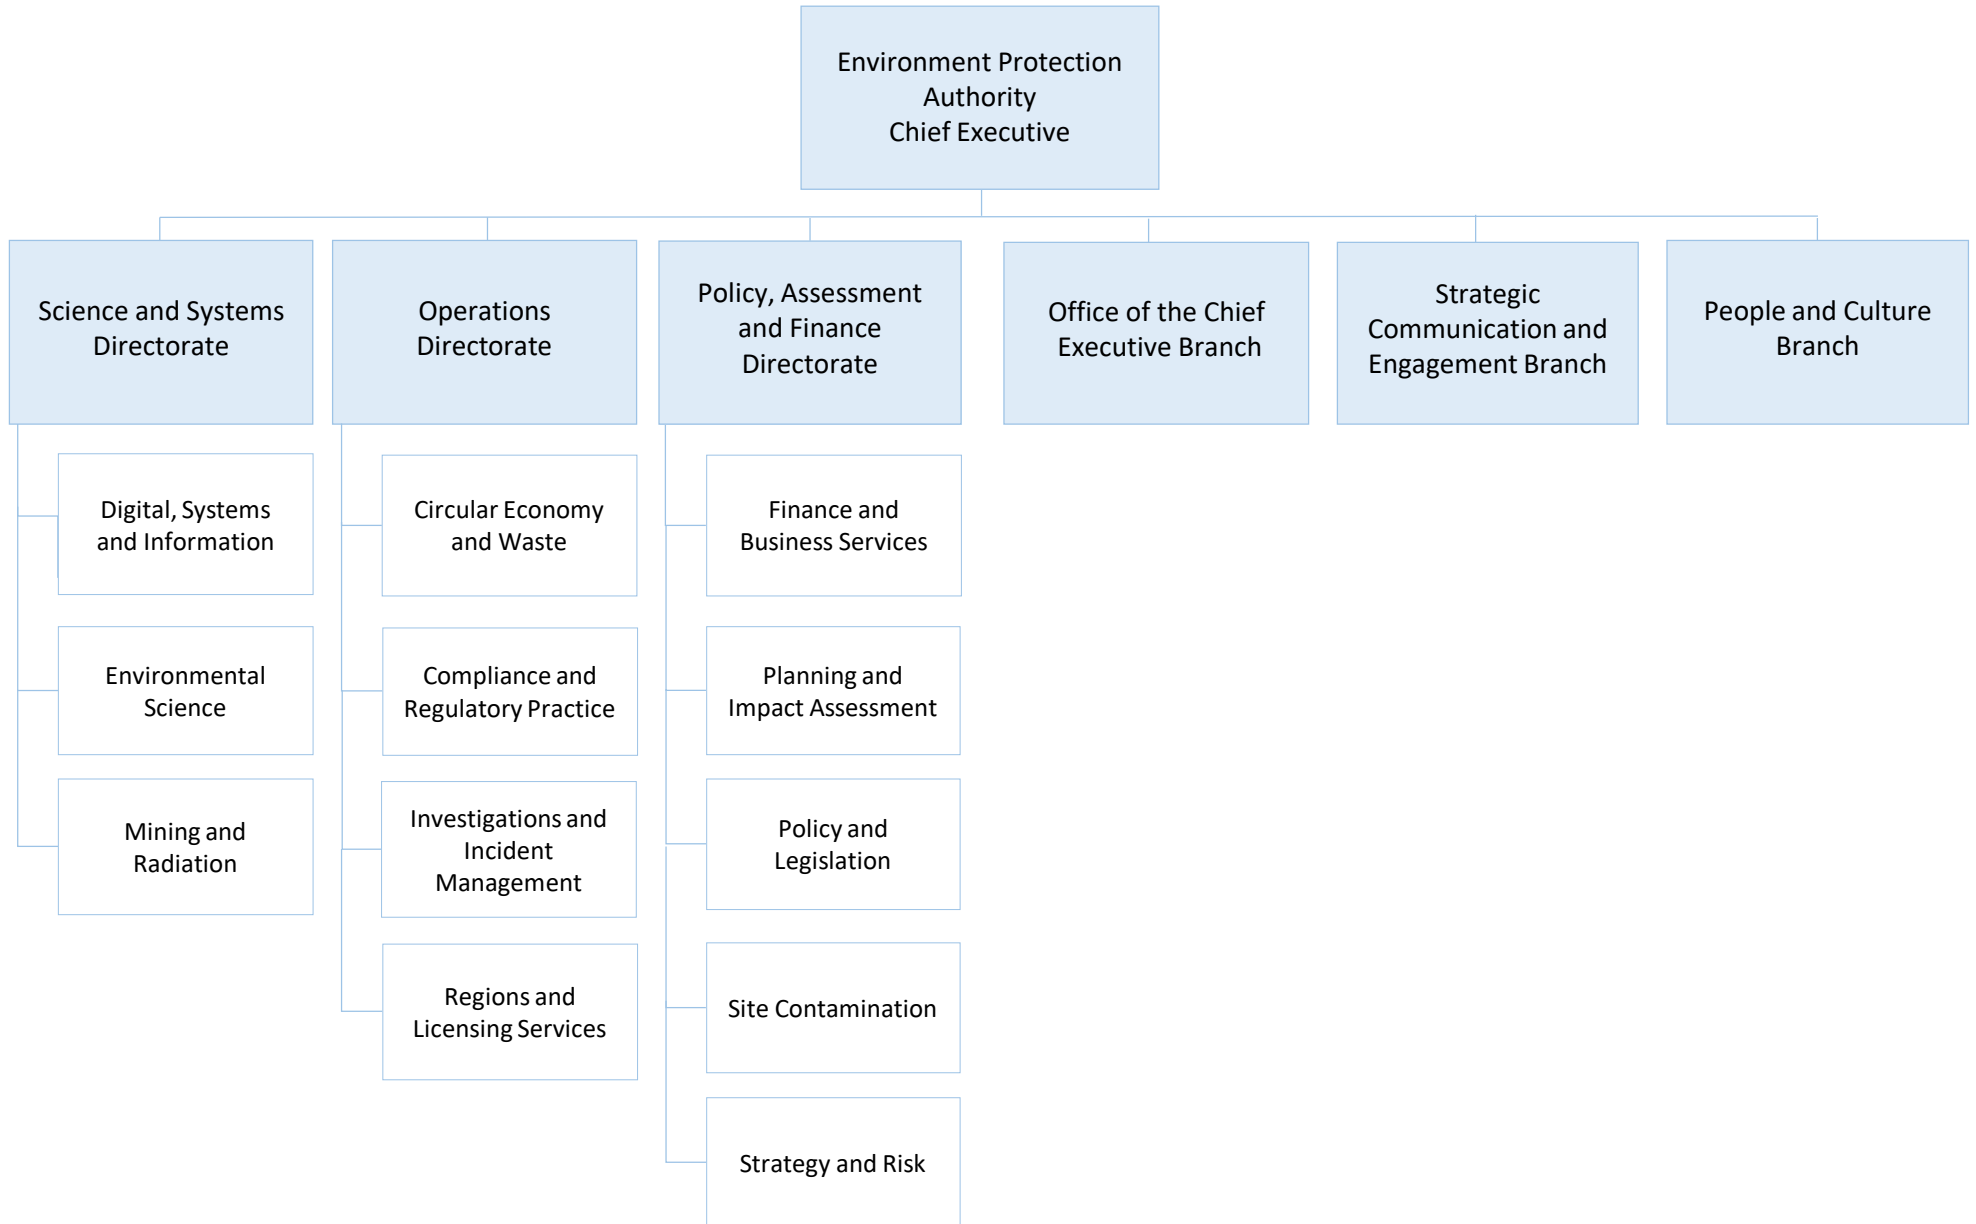 Environment Protection
Authority
Chief Executive
Science and Systems
Directorate
Operations
Directorate
Policy, Assessment
and Finance
Directorate
Office of the Chief
Executive Branch
Strategic
Communication and
Engagement Branch
People and Culture
Branch
Digital, Systems
and Information
Environmental
Science
Mining and
Radiation
Circular Economy
and Waste
Compliance and
Regulatory Practice
Investigations and
Incident
Management
Regions and
Licensing Services
Finance and
Business Services
Planning and
Impact Assessment
Policy and
Legislation
Site Contamination
Strategy and Risk